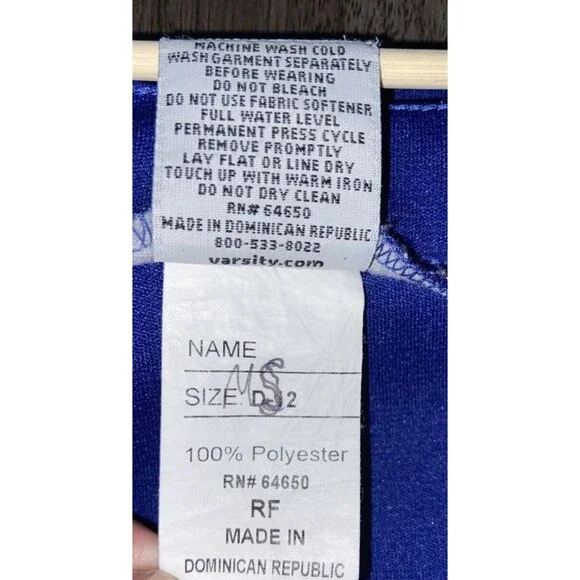 MACHINE WASH COLD
WASH GARMENT SEPARATELY
BEFORE WEARING
DO NOT BLEACH
DO NOT USE FABRIC SOFTENER
FULL WATER LEVEL
PERMANENT PRESS CYCLE
REMOVE PROMPTLY
LAY FLAT OR LINE DRY
TOUCH UP WITH WARM IRON
DO NOT DRY CLEAN
RN# 64650
MADE IN DOMINICAN REPUBLIC
800-533-8022
varsity.com
NAME
MS
SIZE: D-12
100% Polyester
RN# 64650
RF
MADE IN
DOMINICAN REPUBLIC